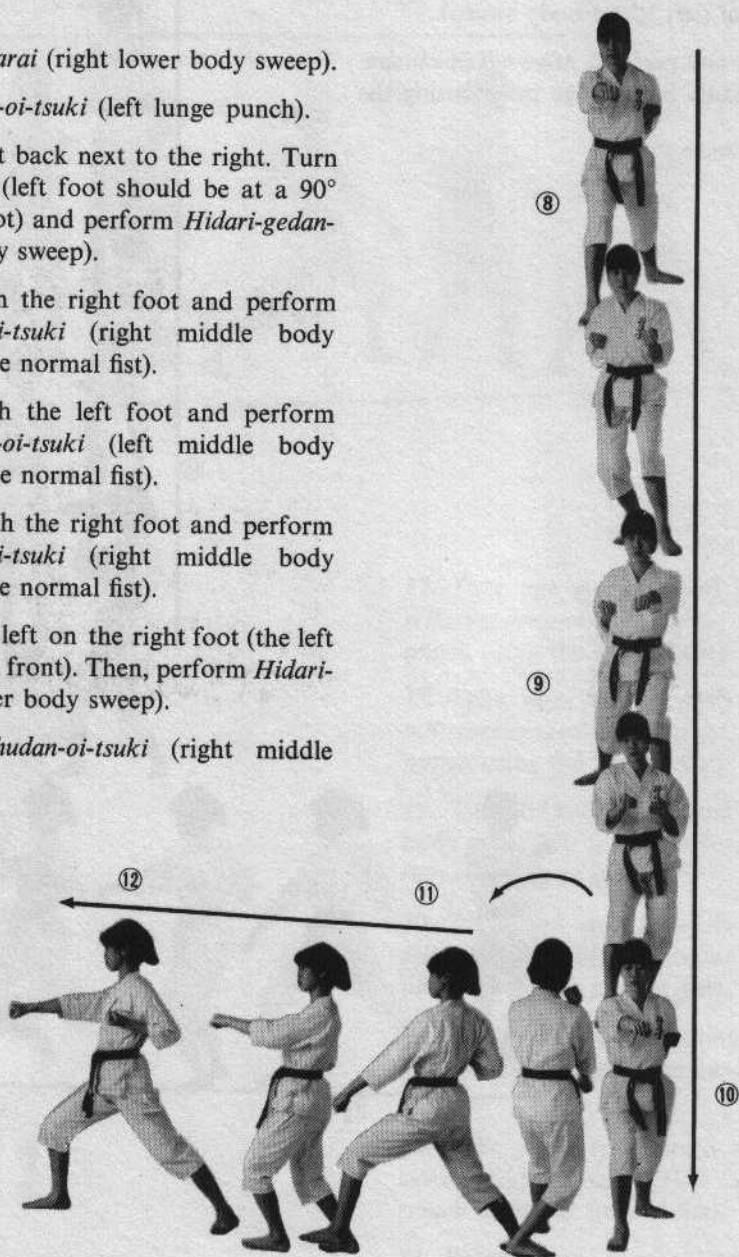 arai (right lower body sweep).
-oi-tsuki (left lunge punch).
t back next to the right. Turn
(left foot should be at a 90°
ot) and perform Hidari-gedan-
y sweep).
h the right foot and perform
i-tsuki (right middle body
e normal fist).
h the left foot and perform
-oi-tsuki (left middle body
e normal fist).
h the right foot and perform
i-tsuki (right middle body
e normal fist).
left on the right foot (the left
front). Then, perform Hidari-
er body sweep).
hudan-oi-tsuki (right middle
⑧
⑨
⑫
⑪
⑩